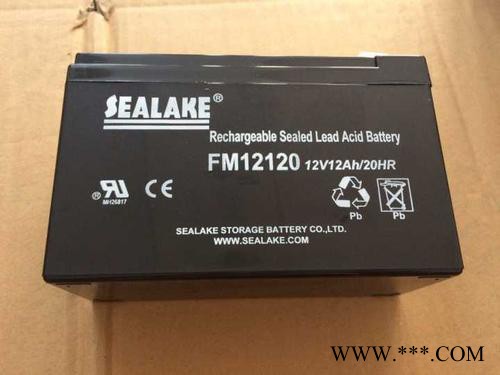 SEALAKE®
Rechargeable Sealed Lead Acid Battery
FM12120 12V12Ah/20HR
MH26817
CE
Pb
Pb
SEALAKE STORAGE BATTERY CO.,LTD.
WWW.SEALAKE.COM
WWW.***.COM